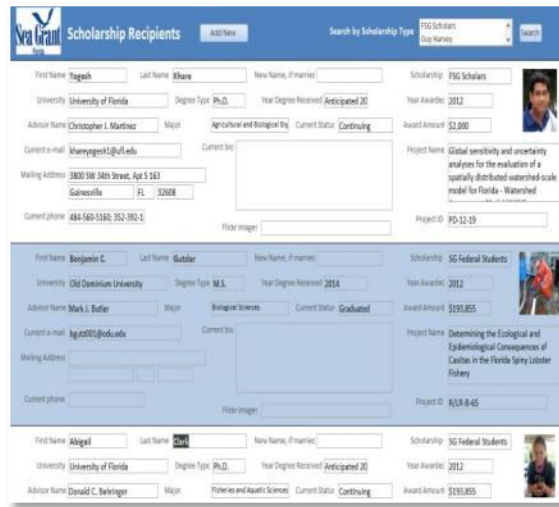 Sea Grant
Florida
Scholarship Recipients
Add New
Search by Scholarship Type
FSG Scholars
Guy Harvey
Search
First Name Yogesh Last Name Khare New Name, if married Scholarship FSG Scholars
University University of Florida Degree Type Ph.D. Year Degree Received Anticipated 20 Year Awarded 2012
Advisor Name Christopher J. Martinez Major Agricultural and Biological Eng Current Status Continuing Award Amount $2,000
Current e-mail khareyogesh1@ufl.edu Current bio Project Name Global sensitivity and uncertainty
analyses for the evaluation of a
spatially distributed watershed-scale
model for Florida - Watershed
Mailing Address 3800 SW 34th Street, Apt S 163
Gainesville FL 32608
Current phone 484-560-5160; 352-392-1
Flickr Imager
Project ID PD-12-19
First Name Benjamin C. Last Name Gutzler New Name, if married Scholarship SG Federal Students
University Old Dominion University Degree Type M.S. Year Degree Received 2014 Year Awarded 2012
Advisor Name Mark J. Butler Major Biological Sciences Current Status Graduated Award Amount $193,855
Current e-mail bgutz001@odu.edu Current bio Project Name Determining the Ecological and
Epidemiological Consequences of
Casitas in the Florida Spiny Lobster
Fishery
Mailing Address
Current phone
Flickr Imager
Project ID R/LR-B-65
First Name Abigail Last Name Clark New Name, if married Scholarship SG Federal Students
University University of Florida Degree Type Ph.D. Year Degree Received Anticipated 20 Year Awarded 2012
Advisor Name Donald C. Behringer Major Fisheries and Aquatic Sciences Current Status Continuing Award Amount $193,855